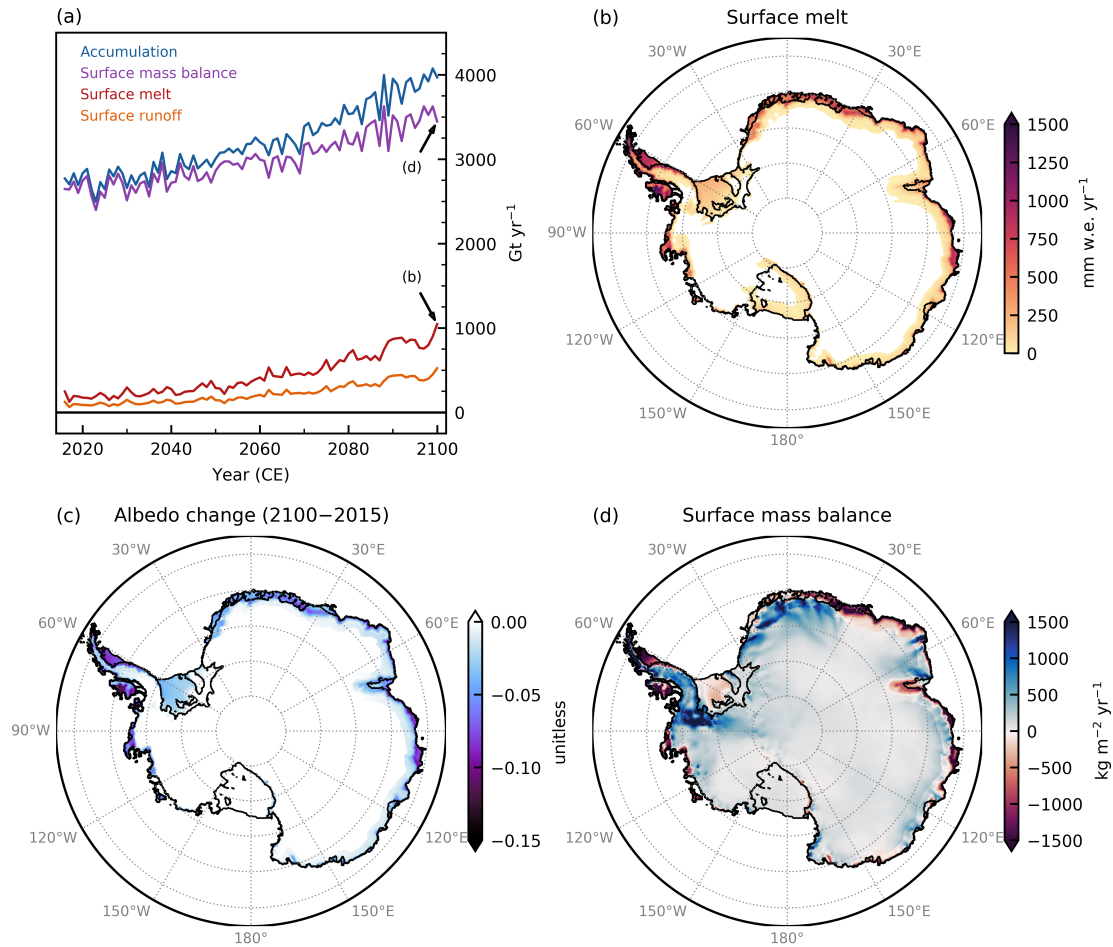 (a)
Accumulation
Surface mass balance
Surface melt
Surface runoff
(d)
(b)
4000
3000
2000
1000
0
Gt yr−1
2020 2040 2060 2080 2100
Year (CE)
(b) Surface melt
30°W 30°E
60°W 60°E
90°W
120°W 120°E
150°W 150°E
180°
1500
1250
1000
750
500
250
0
mm w.e. yr−1
(c) Albedo change (2100−2015)
30°W 30°E
60°W 60°E
90°W
120°W 120°E
150°W 150°E
180°
0.00
−0.05
−0.10
−0.15
unitless
(d) Surface mass balance
30°W 30°E
60°W 60°E
90°W
120°W 120°E
150°W 150°E
180°
1500
1000
500
0
−500
−1000
−1500
kg m−2 yr−1